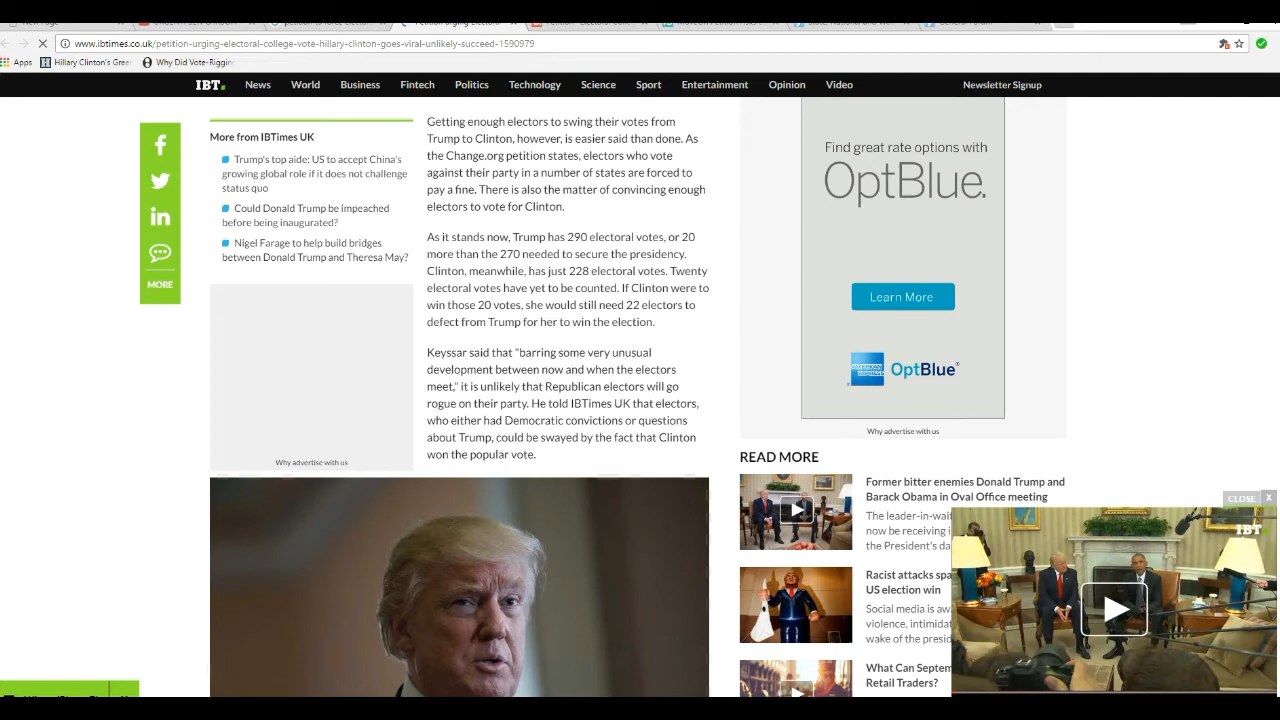 www.ibtimes.co.uk/petition-urging-electoral-college-vote-hillary-clinton-goes-viral-unlikely-succeed-1590979
Apps Hillary Clinton's Green Why Did Vote-Rigging
IBT. News World Business Fintech Politics Technology Science Sport Entertainment Opinion Video Newsletter Signup
MORE
More from IBTimes UK
Trump's top aide: US to accept China's
growing global role if it does not challenge
status quo
Could Donald Trump be impeached
before being inaugurated?
Nigel Farage to help build bridges
between Donald Trump and Theresa May?
Why advertise with us
Getting enough electors to swing their votes from
Trump to Clinton, however, is easier said than done. As
the Change.org petition states, electors who vote
against their party in a number of states are forced to
pay a fine. There is also the matter of convincing enough
electors to vote for Clinton.
As it stands now, Trump has 290 electoral votes, or 20
more than the 270 needed to secure the presidency.
Clinton, meanwhile, has just 228 electoral votes. Twenty
electoral votes have yet to be counted. If Clinton were to
win those 20 votes, she would still need 22 electors to
defect from Trump for her to win the election.
Keyssar said that "barring some very unusual
development between now and when the electors
meet," it is unlikely that Republican electors will go
rogue on their party. He told IBTimes UK that electors,
who either had Democratic convictions or questions
about Trump, could be swayed by the fact that Clinton
won the popular vote.
Find great rate options with
OptBlue.
Learn More
AMERICAN EXPRESS OptBlue®
Why advertise with us
READ MORE
Former bitter enemies Donald Trump and
Barack Obama in Oval Office meeting
The leader-in-wait
now be receiving i
the President's da
Racist attacks spa
US election win
Social media is aw
violence, intimidat
wake of the presid
What Can Septem
Retail Traders?
CLOSE X
IBT.